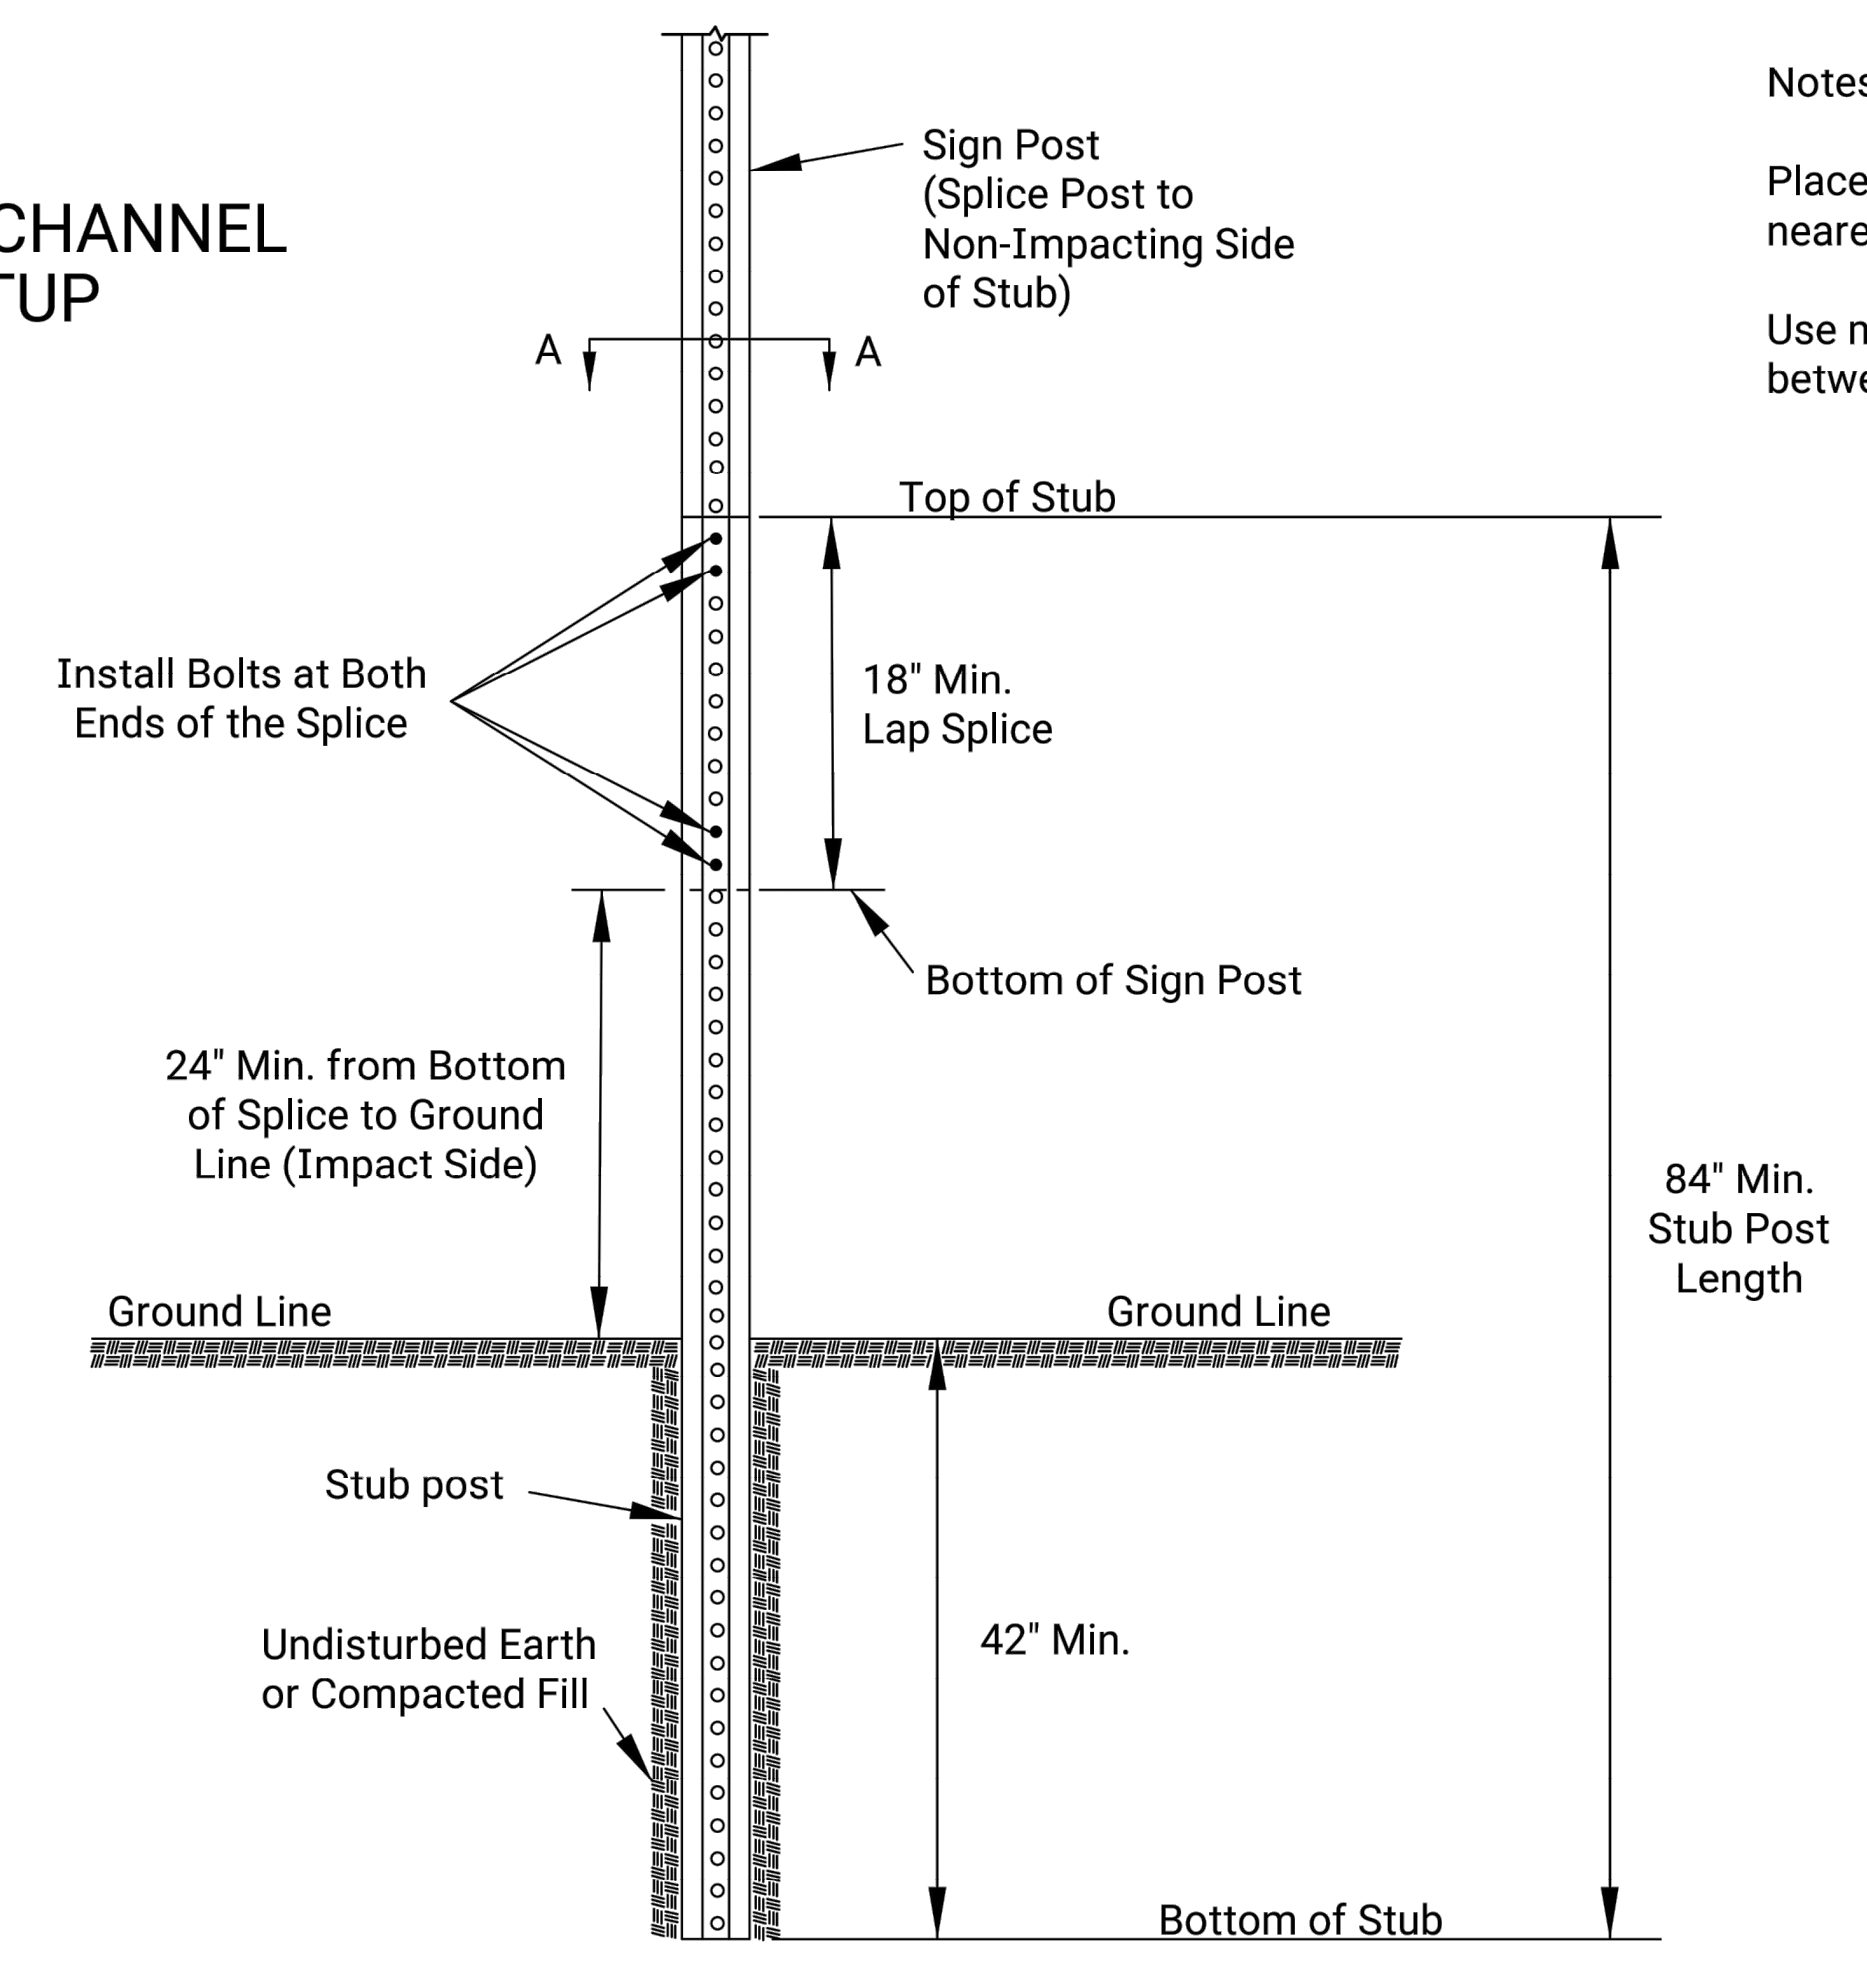 CHANNEL
TUP
Sign Post
(Splice Post to
Non-Impacting Side
of Stub)
A
A
Top of Stub
Install Bolts at Both
Ends of the Splice
18" Min.
Lap Splice
Bottom of Sign Post
24" Min. from Bottom
of Splice to Ground
Line (Impact Side)
84" Min.
Stub Post
Length
Ground Line
Ground Line
Stub post
Undisturbed Earth
or Compacted Fill
42" Min.
Bottom of Stub
Notes
Place
neare
Use
betwe